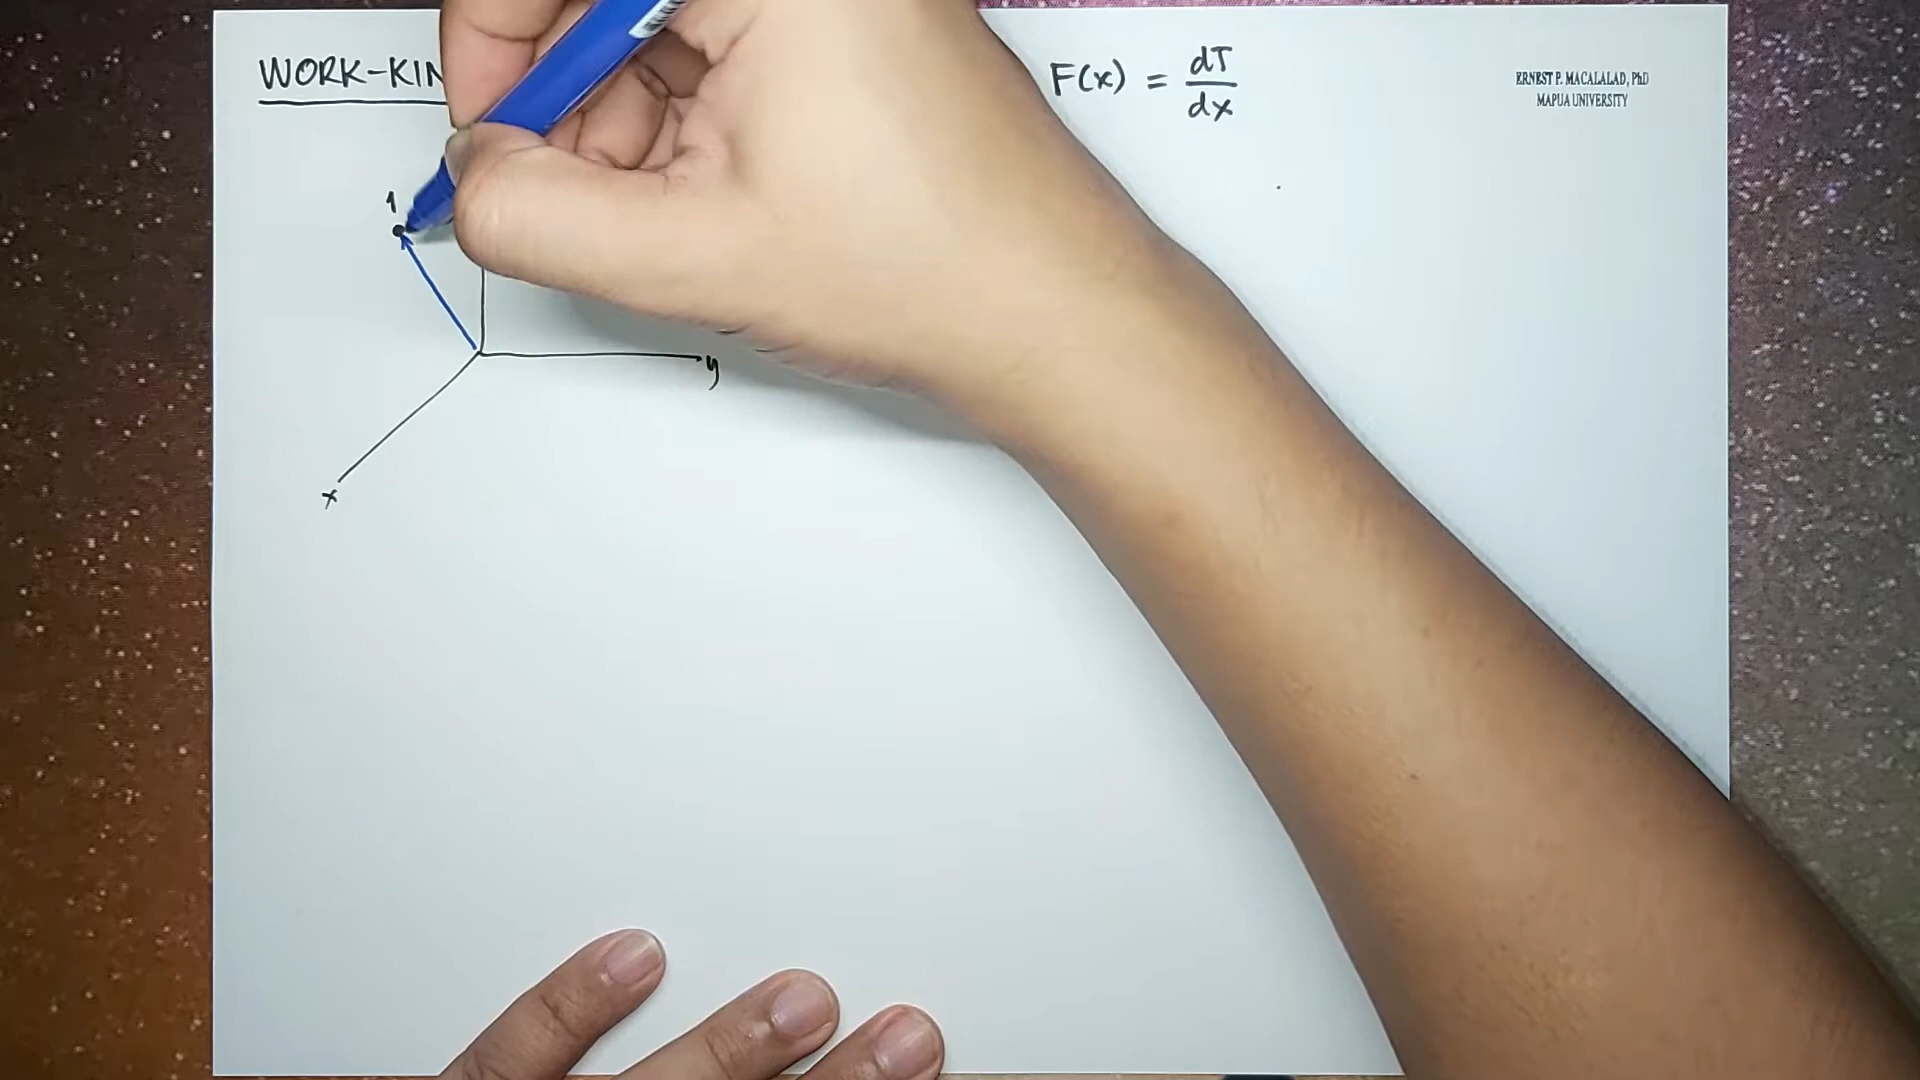 WORK-KIN
F(x) = dT/dx
ERNEST P. MACALALAD, PhD
MAPUA UNIVERSITY
1
y
x